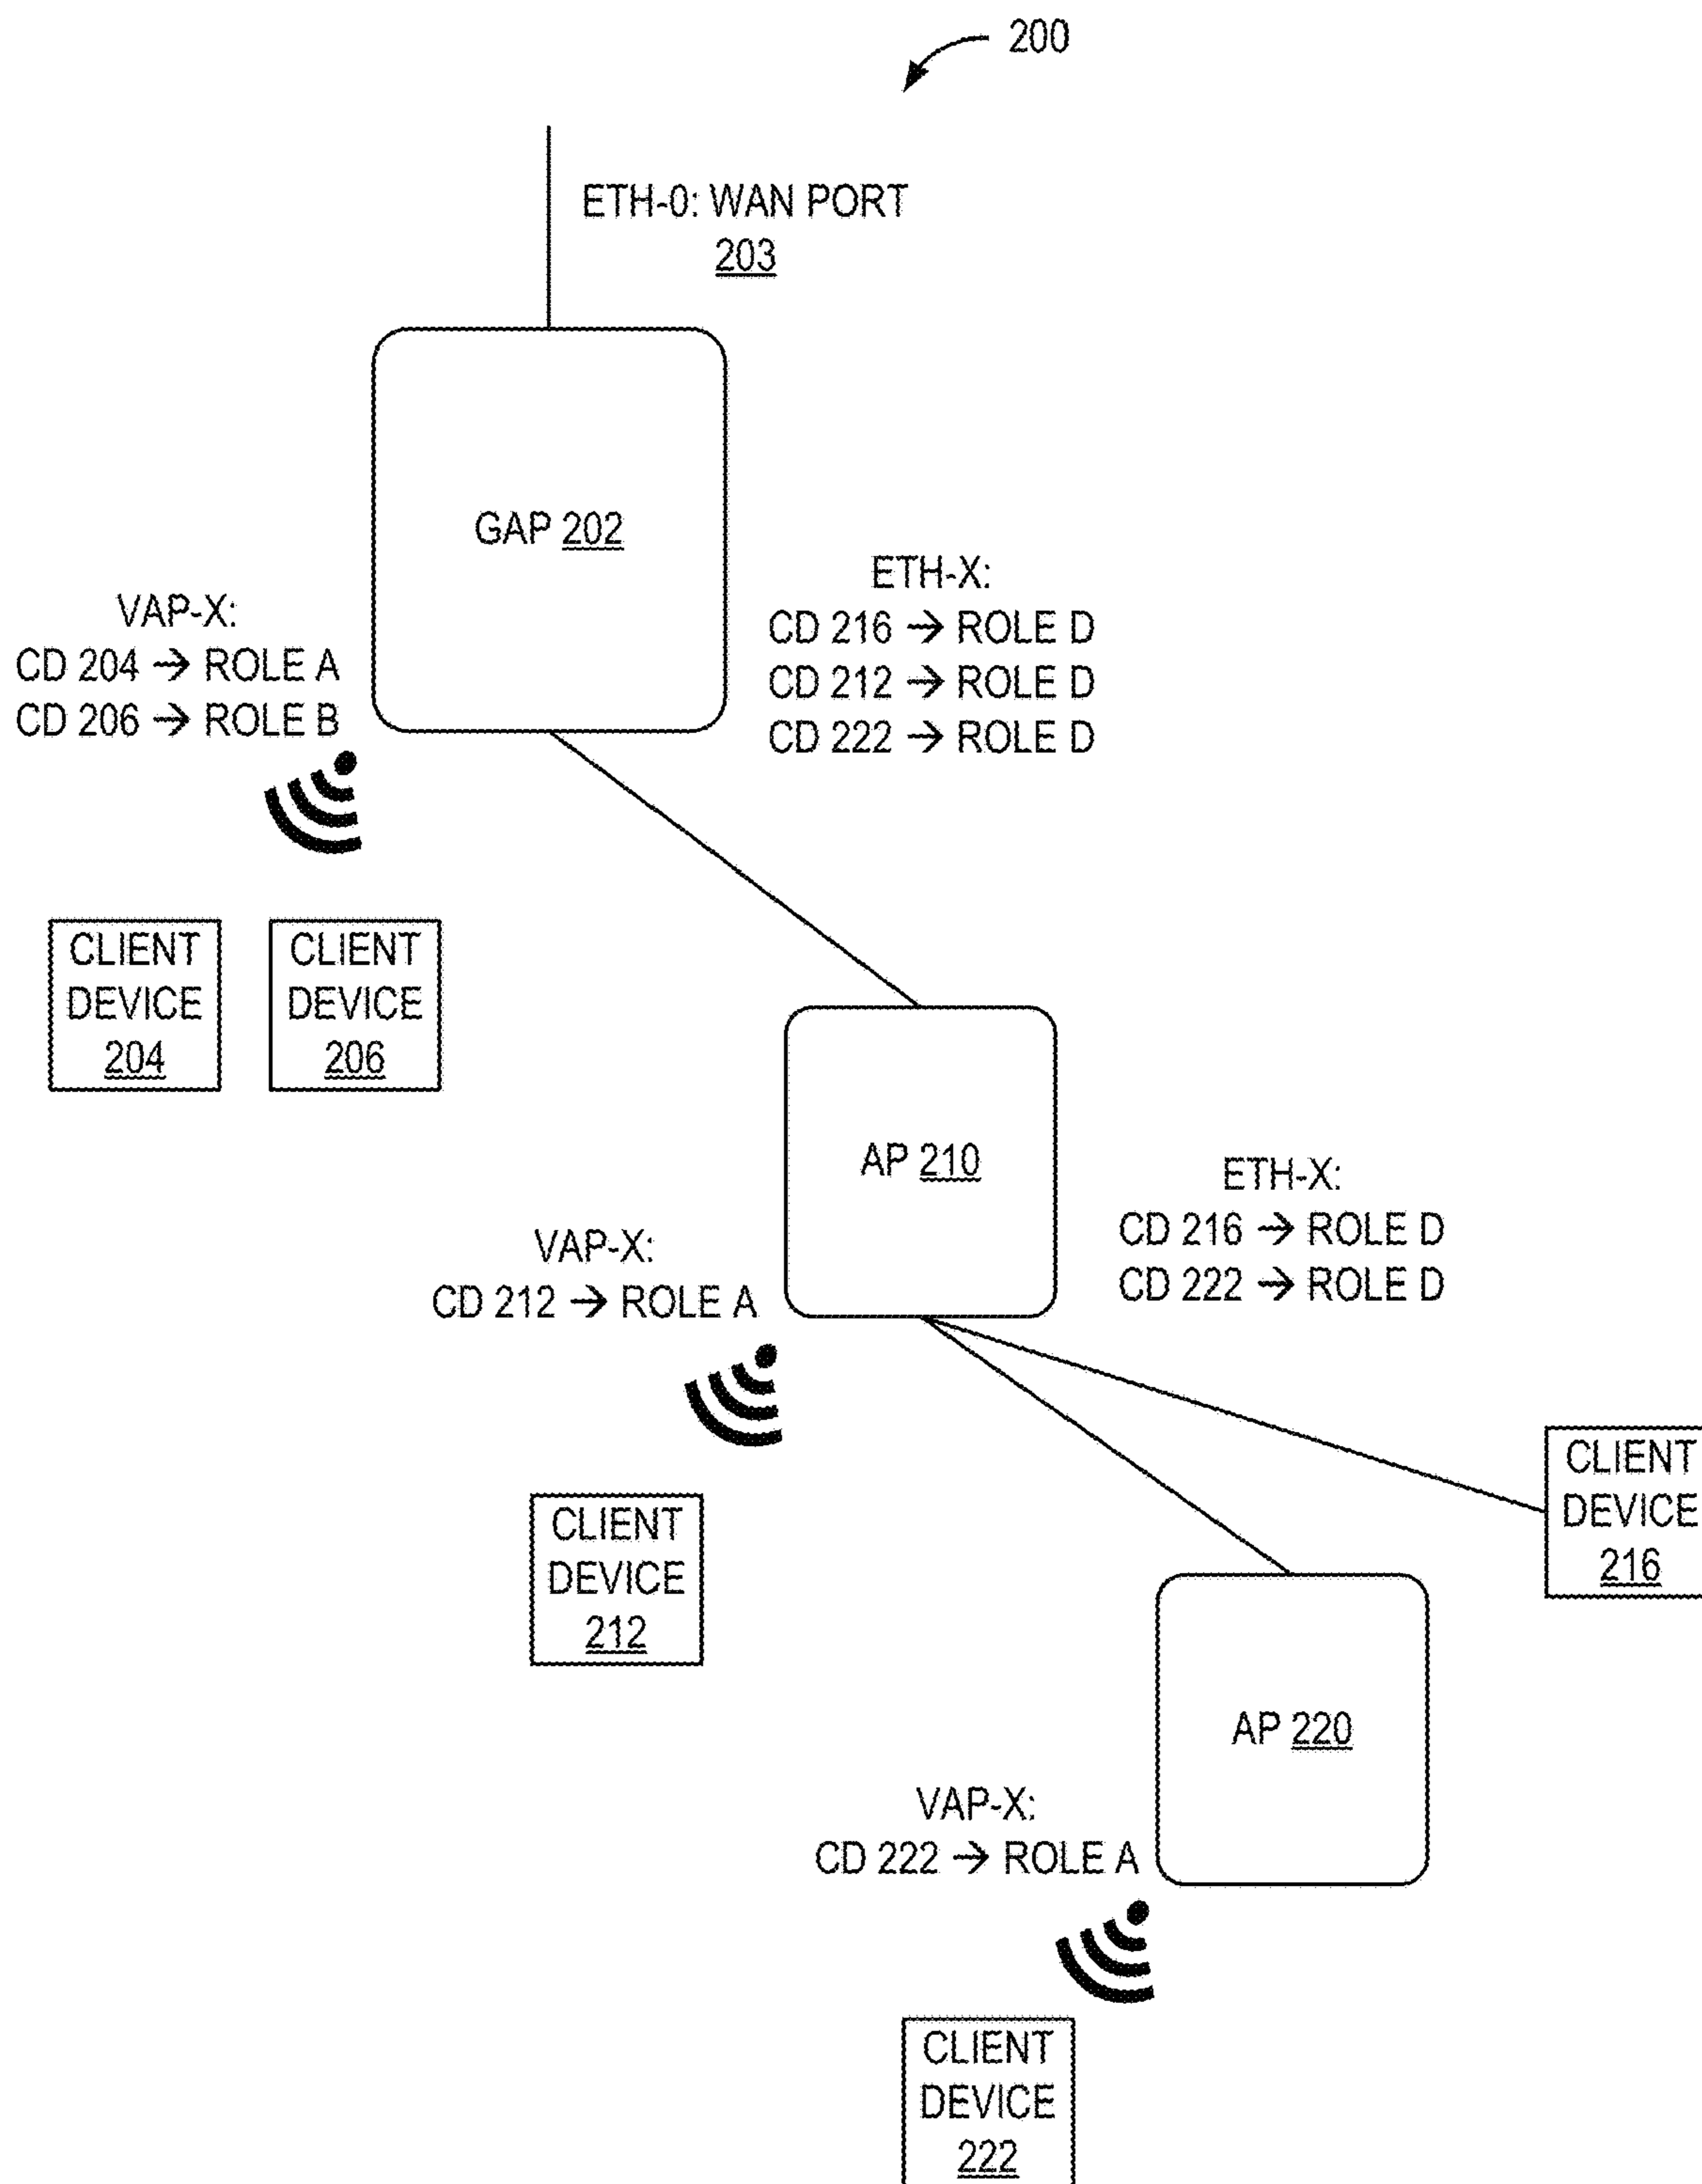 200
ETH-0: WAN PORT
203
GAP 202
VAP-X:
CD 204 → ROLE A
CD 206 → ROLE B
ETH-X:
CD 216 → ROLE D
CD 212 → ROLE D
CD 222 → ROLE D
CLIENT
DEVICE
204
CLIENT
DEVICE
206
AP 210
VAP-X:
CD 212 → ROLE A
ETH-X:
CD 216 → ROLE D
CD 222 → ROLE D
CLIENT
DEVICE
212
CLIENT
DEVICE
216
AP 220
VAP-X:
CD 222 → ROLE A
CLIENT
DEVICE
222